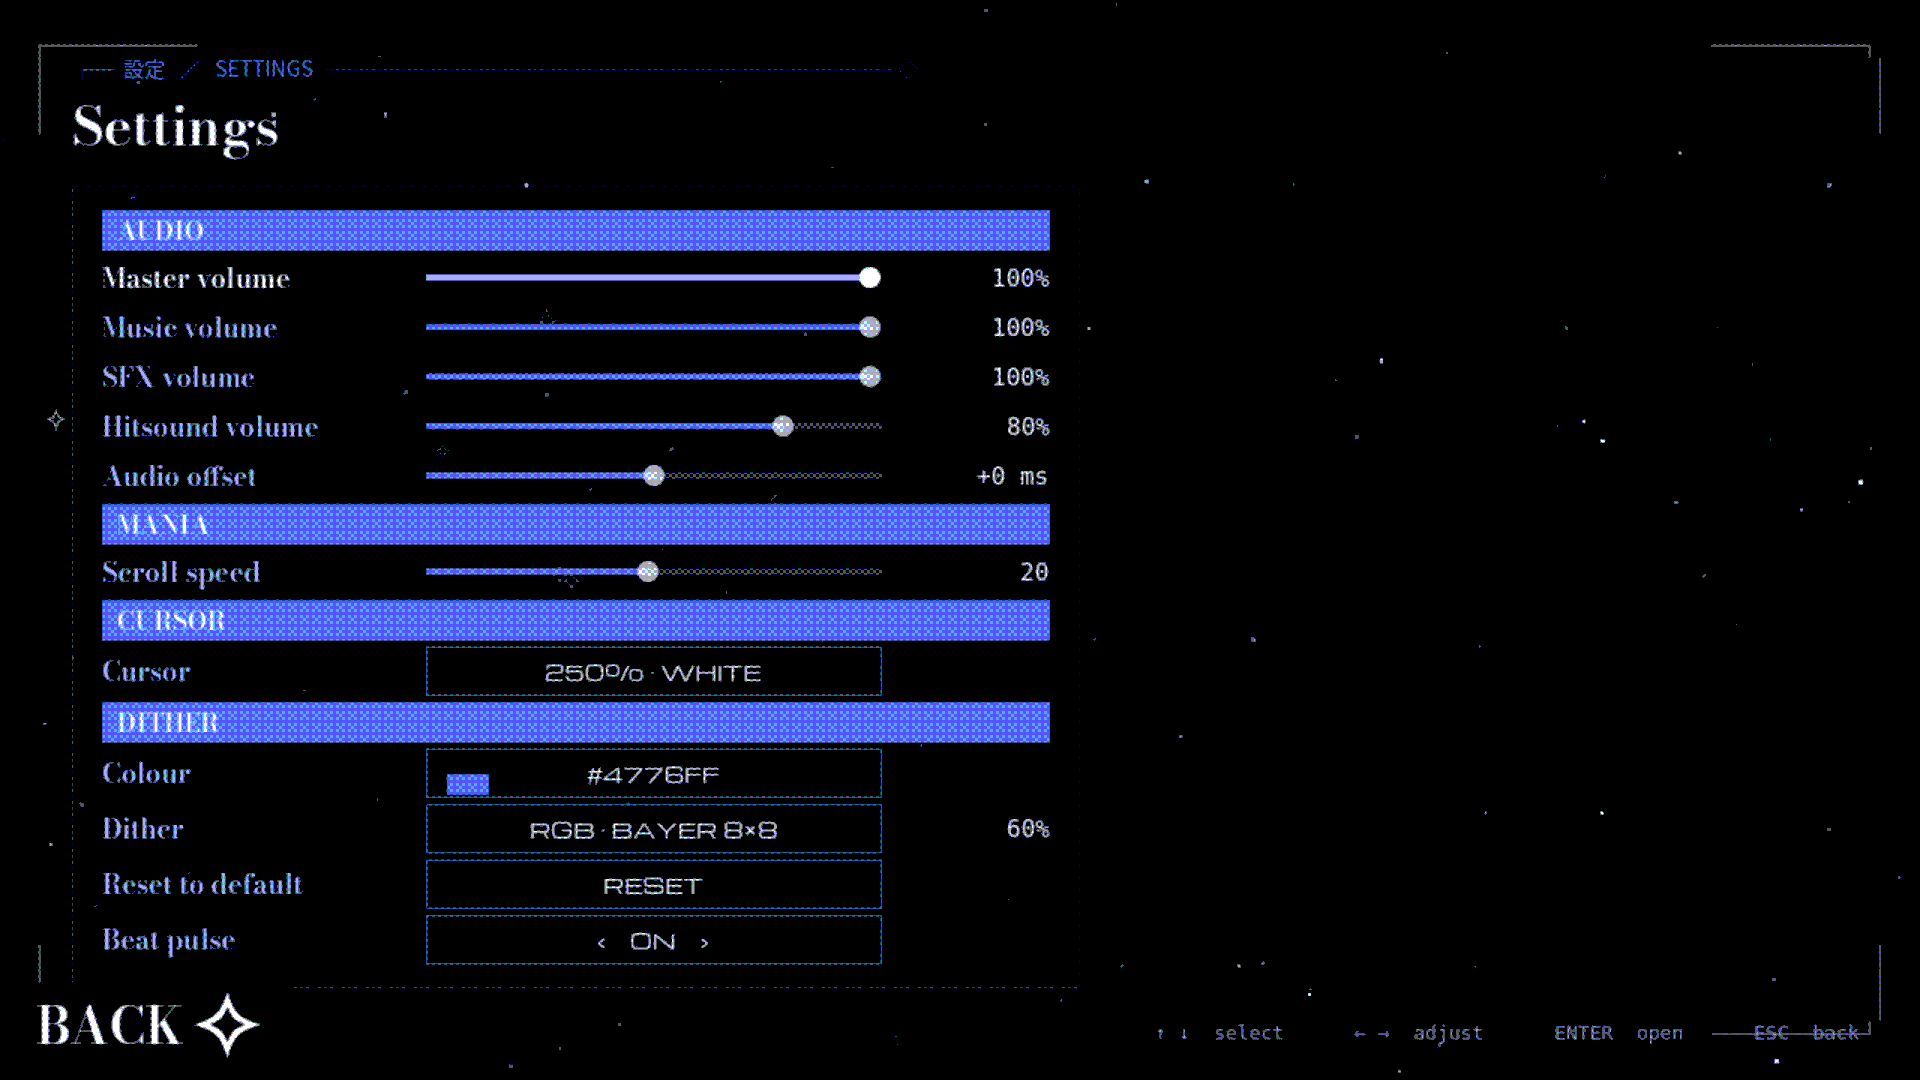 設定 ／ SETTINGS
Settings
AUDIO
Master volume 100%
Music volume 100%
SFX volume 100%
Hitsound volume 80%
Audio offset +0 ms
MANIA
Scroll speed 20
CURSOR
Cursor 250% · WHITE
DITHER
Colour #4776FF
Dither RGB · BAYER 8×8 60%
Reset to default RESET
Beat pulse ‹ ON ›
BACK
↑ ↓ select ← → adjust ENTER open ESC back